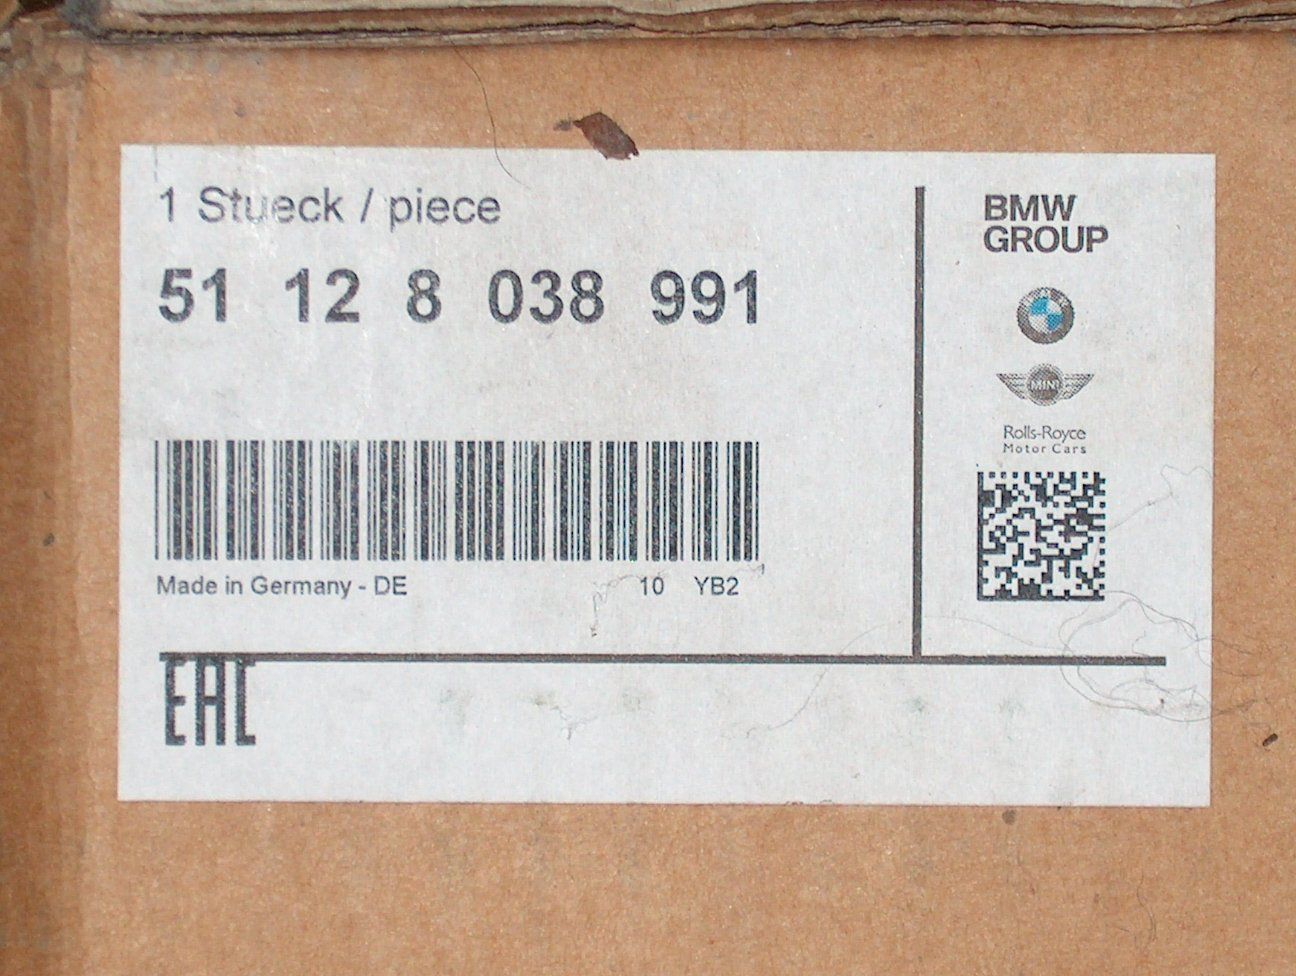 1 Stueck / piece
51 12 8 038 991
Made in Germany - DE 10 YB2
EAC
BMW
GROUP
MINI
Rolls-Royce
Motor Cars